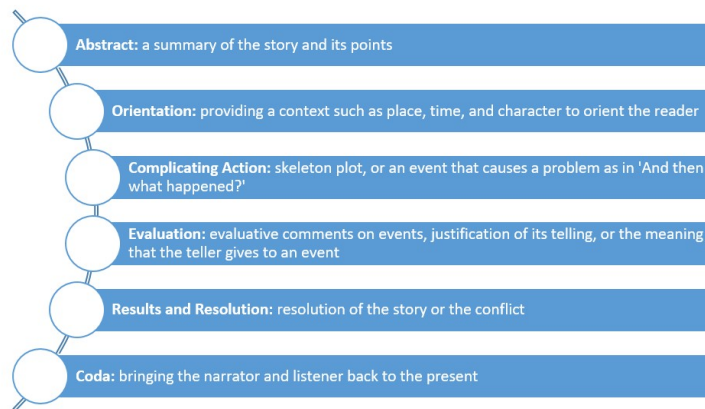 Abstract: a summary of the story and its points
Orientation: providing a context such as place, time, and character to orient the reader
Complicating Action: skeleton plot, or an event that causes a problem as in 'And then
what happened?'
Evaluation: evaluative comments on events, justification of its telling, or the meaning
that the teller gives to an event
Results and Resolution: resolution of the story or the conflict
Coda: bringing the narrator and listener back to the present